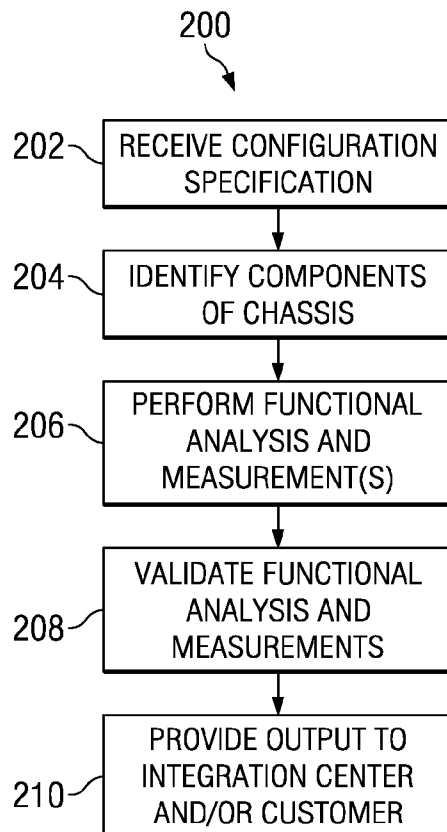 200
202
RECEIVE CONFIGURATION
SPECIFICATION
204
IDENTIFY COMPONENTS
OF CHASSIS
206
PERFORM FUNCTIONAL
ANALYSIS AND
MEASUREMENT(S)
208
VALIDATE FUNCTIONAL
ANALYSIS AND
MEASUREMENTS
210
PROVIDE OUTPUT TO
INTEGRATION CENTER
AND/OR CUSTOMER